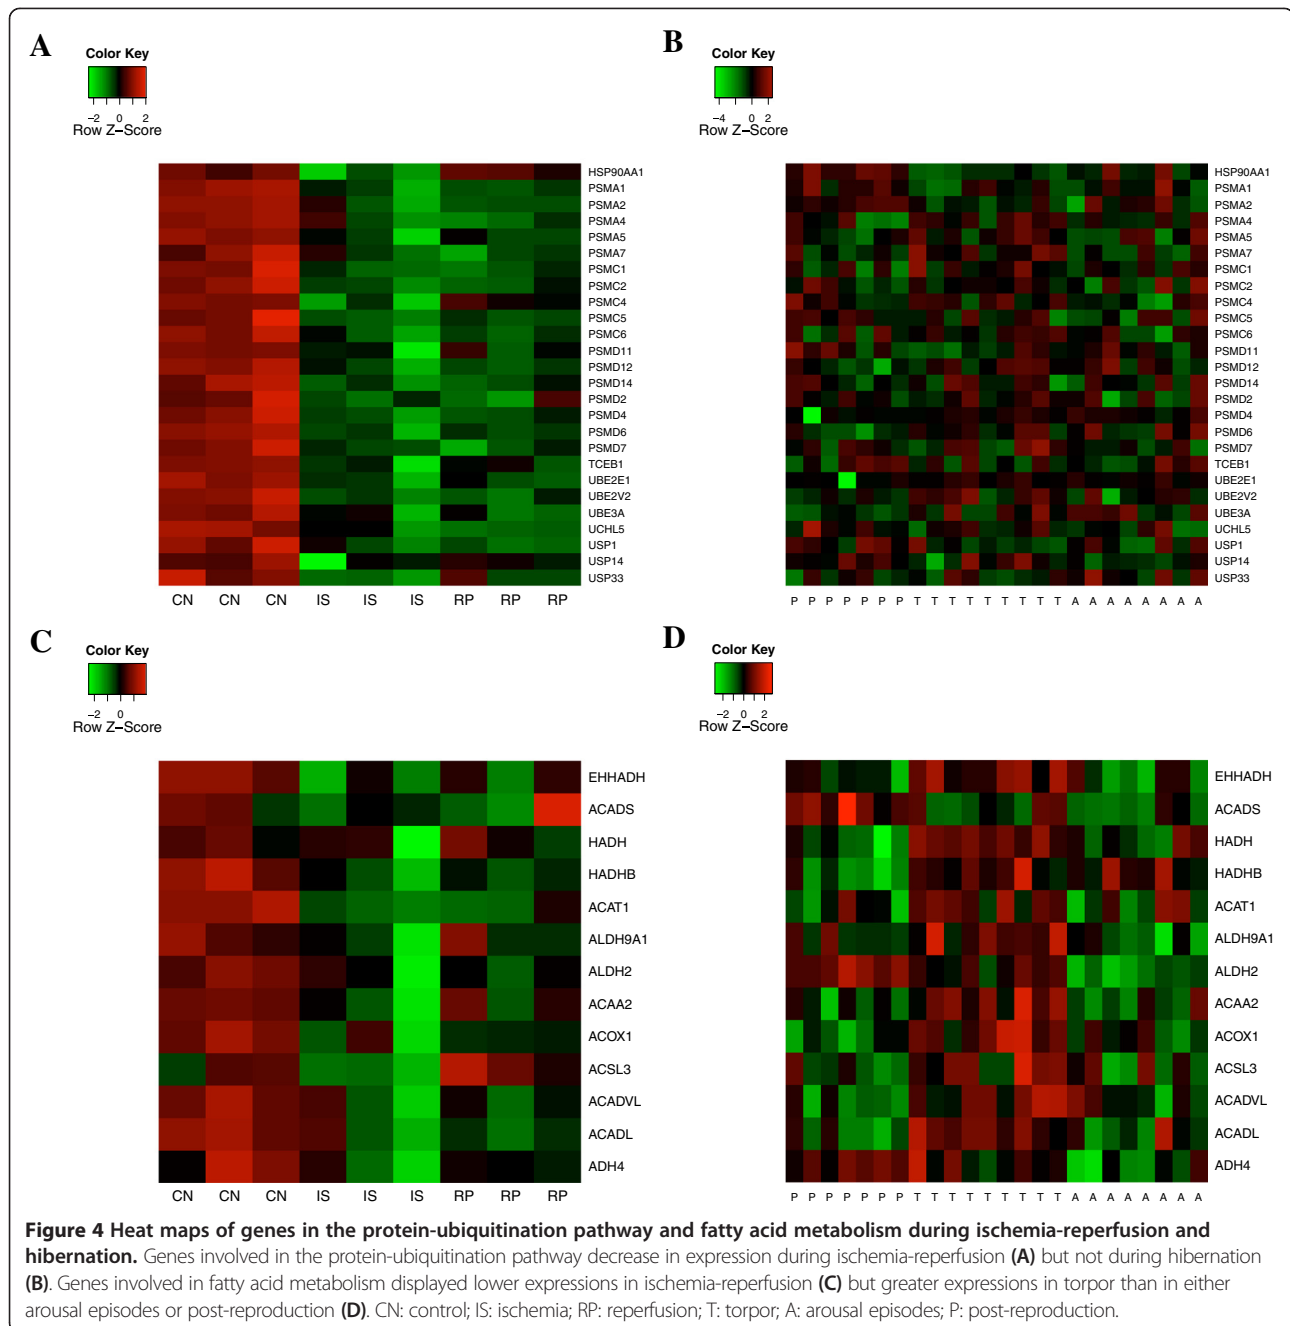 A
Color Key
−2 0 2
Row Z−Score
HSP90AA1
PSMA1
PSMA2
PSMA4
PSMA5
PSMA7
PSMC1
PSMC2
PSMC4
PSMC5
PSMC6
PSMD11
PSMD12
PSMD14
PSMD2
PSMD4
PSMD6
PSMD7
TCEB1
UBE2E1
UBE2V2
UBE3A
UCHL5
USP1
USP14
USP33
CN CN CN IS IS IS RP RP RP
B
Color Key
−4 0 2
Row Z−Score
HSP90AA1
PSMA1
PSMA2
PSMA4
PSMA5
PSMA7
PSMC1
PSMC2
PSMC4
PSMC5
PSMC6
PSMD11
PSMD12
PSMD14
PSMD2
PSMD4
PSMD6
PSMD7
TCEB1
UBE2E1
UBE2V2
UBE3A
UCHL5
USP1
USP14
USP33
P P P P P P P T T T T T T T T T A A A A A A A A
C
Color Key
−2 0
Row Z−Score
EHHADH
ACADS
HADH
HADHB
ACAT1
ALDH9A1
ALDH2
ACAA2
ACOX1
ACSL3
ACADVL
ACADL
ADH4
CN CN CN IS IS IS RP RP RP
D
Color Key
−2 0 2
Row Z−Score
EHHADH
ACADS
HADH
HADHB
ACAT1
ALDH9A1
ALDH2
ACAA2
ACOX1
ACSL3
ACADVL
ACADL
ADH4
P P P P P P P T T T T T T T T T A A A A A A A A
Figure 4 Heat maps of genes in the protein-ubiquitination pathway and fatty acid metabolism during ischemia-reperfusion and
hibernation. Genes involved in the protein-ubiquitination pathway decrease in expression during ischemia-reperfusion (A) but not during hibernation
(B). Genes involved in fatty acid metabolism displayed lower expressions in ischemia-reperfusion (C) but greater expressions in torpor than in either
arousal episodes or post-reproduction (D). CN: control; IS: ischemia; RP: reperfusion; T: torpor; A: arousal episodes; P: post-reproduction.